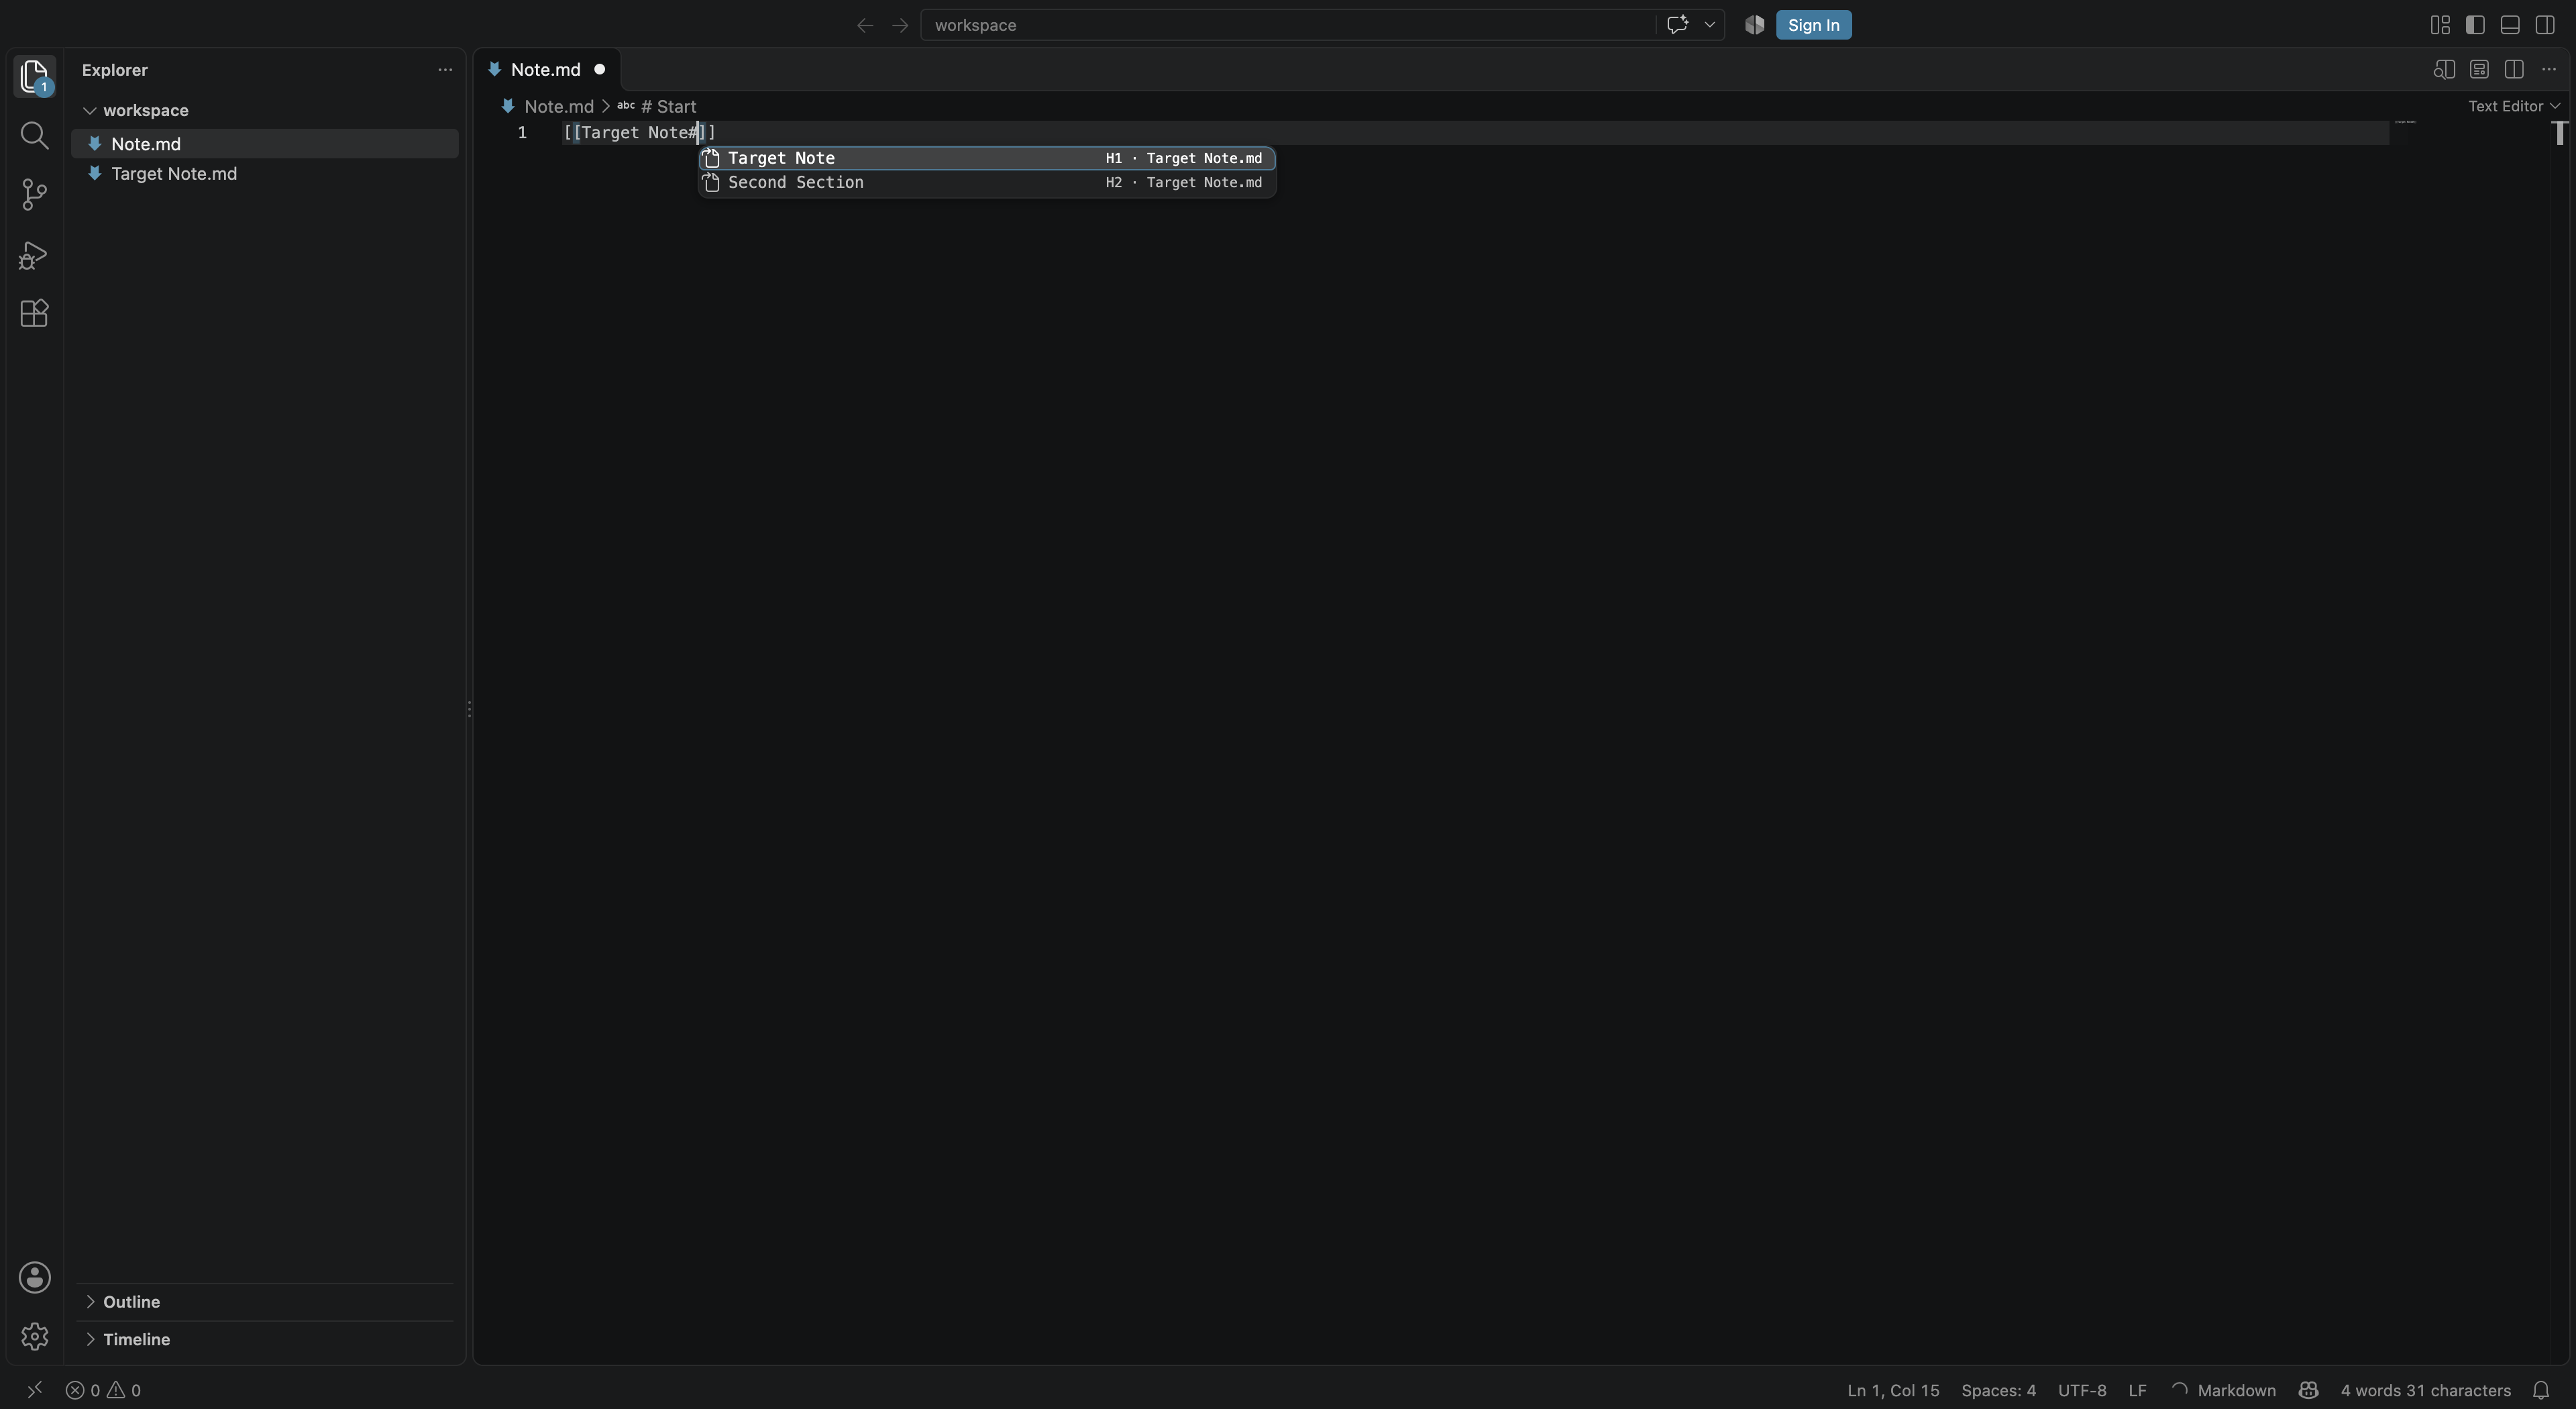 workspace
Sign In
Explorer
1
workspace
Note.md
Target Note.md
Note.md
Note.md > abc # Start
Text Editor
1 [[Target Note#]]
Target Note H1 · Target Note.md
Second Section H2 · Target Note.md
Outline
Timeline
0 0
Ln 1, Col 15 Spaces: 4 UTF-8 LF Markdown 4 words 31 characters